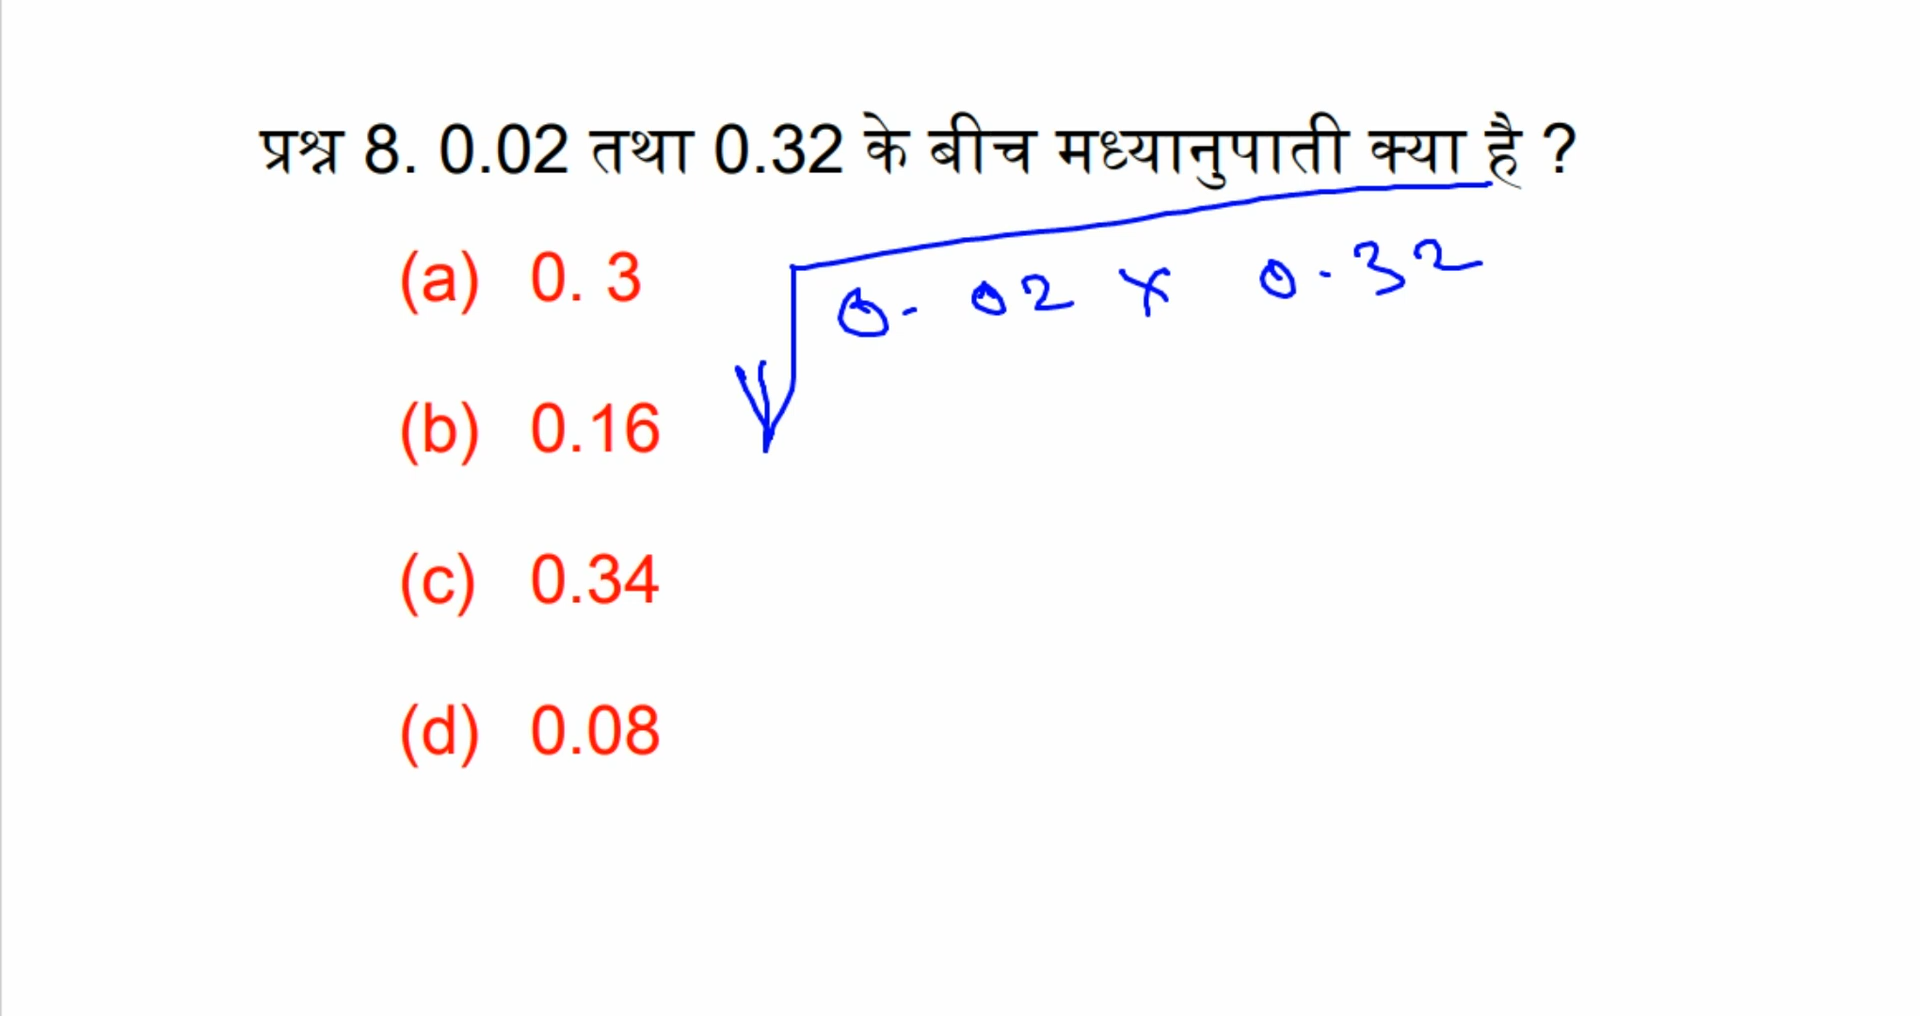 प्रश्न 8. 0.02 तथा 0.32 के बीच मध्यानुपाती क्या है ?
(a) 0. 3
√0.02 × 0.32
(b) 0.16
(c) 0.34
(d) 0.08